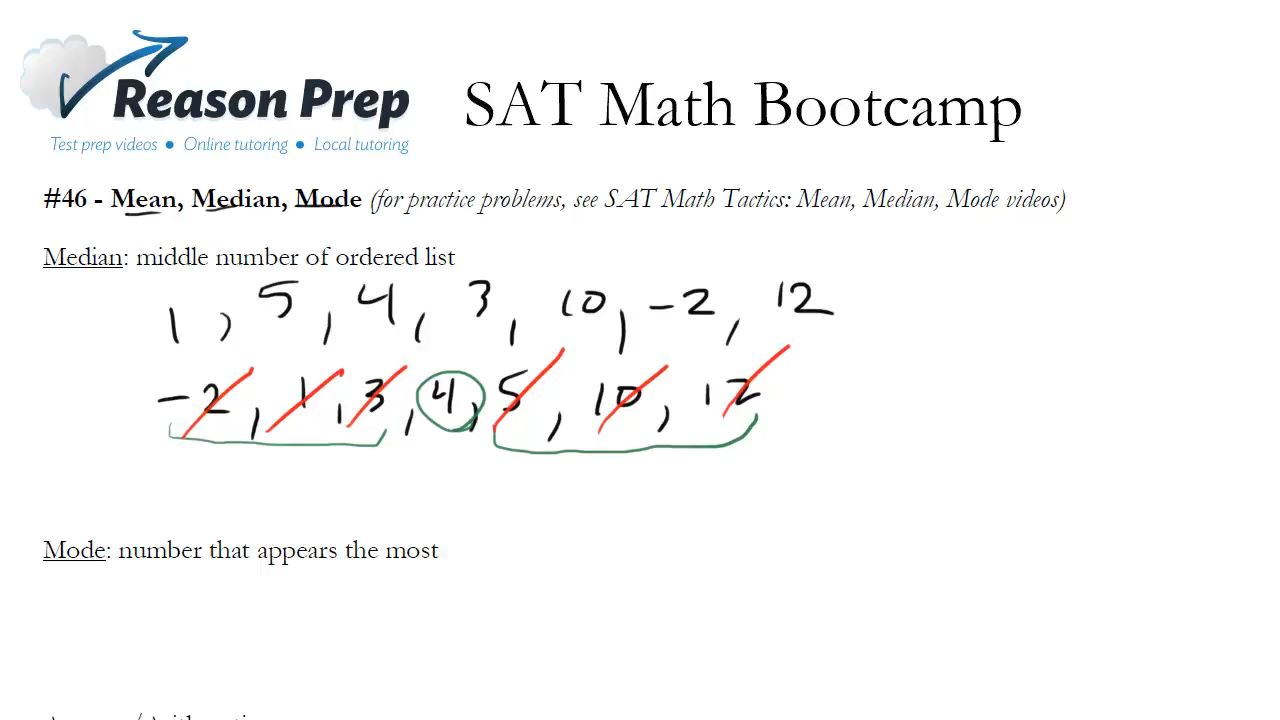 Reason Prep
Test prep videos ● Online tutoring ● Local tutoring
SAT Math Bootcamp
#46 - Mean, Median, Mode (for practice problems, see SAT Math Tactics: Mean, Median, Mode videos)
Median: middle number of ordered list
1, 5, 4, 3, 10, -2, 12
-2, 1, 3, 4, 5, 10, 12
Mode: number that appears the most